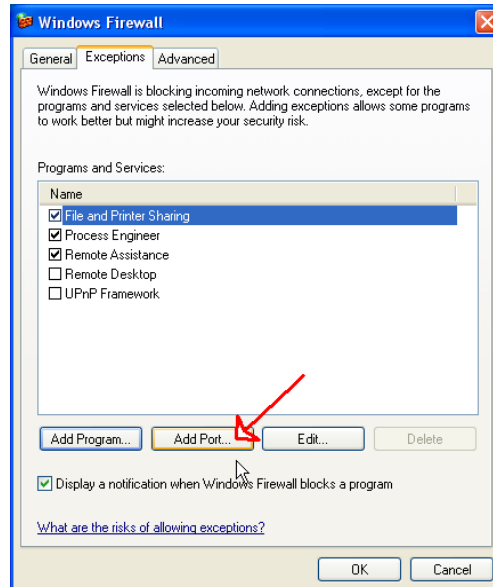 Windows Firewall
General Exceptions Advanced
Windows Firewall is blocking incoming network connections, except for the
programs and services selected below. Adding exceptions allows some programs
to work better but might increase your security risk.
Programs and Services:
Name
File and Printer Sharing
Process Engineer
Remote Assistance
Remote Desktop
UPnP Framework
Add Program... Add Port... Edit... Delete
Display a notification when Windows Firewall blocks a program
What are the risks of allowing exceptions?
OK Cancel